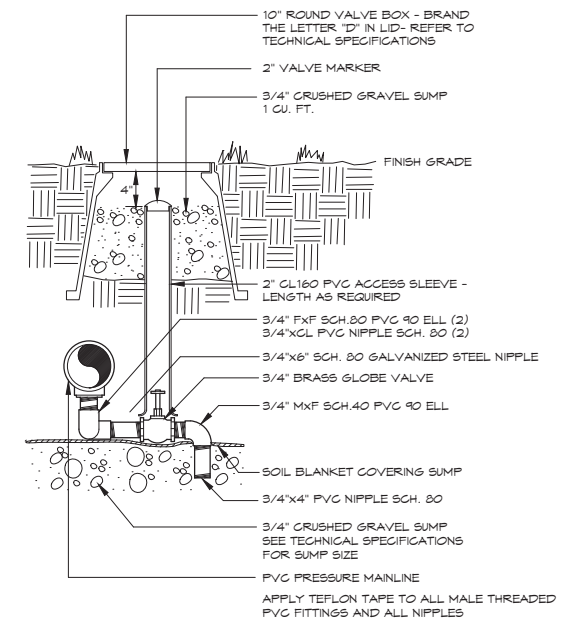 10" ROUND VALVE BOX - BRAND
THE LETTER "D" IN LID- REFER TO
TECHNICAL SPECIFICATIONS
2" VALVE MARKER
3/4" CRUSHED GRAVEL SUMP
1 CU. FT.
FINISH GRADE
4"
2" CL160 PVC ACCESS SLEEVE -
LENGTH AS REQUIRED
3/4" FxF SCH.80 PVC 90 ELL (2)
3/4"xCL PVC NIPPLE SCH. 80 (2)
3/4"x6" SCH. 80 GALVANIZED STEEL NIPPLE
3/4" BRASS GLOBE VALVE
3/4" MxF SCH.40 PVC 90 ELL
SOIL BLANKET COVERING SUMP
3/4"x4" PVC NIPPLE SCH. 80
3/4" CRUSHED GRAVEL SUMP
SEE TECHNICAL SPECIFICATIONS
FOR SUMP SIZE
PVC PRESSURE MAINLINE
APPLY TEFLON TAPE TO ALL MALE THREADED
PVC FITTINGS AND ALL NIPPLES